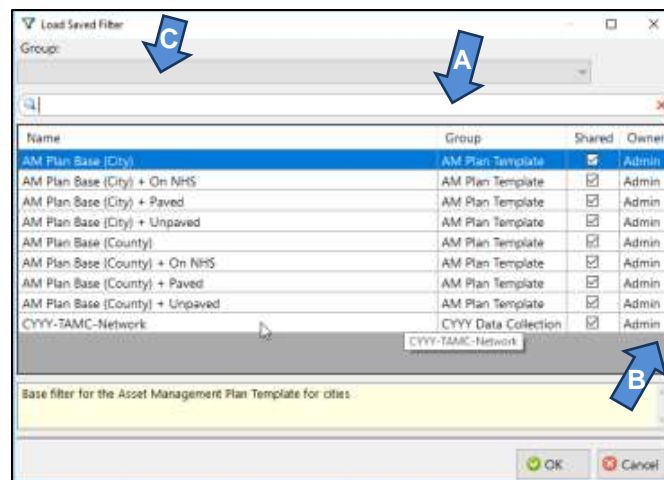 Load Saved Filter
C
Group:
A
Name Group Shared Owner
AM Plan Base (City) AM Plan Template Admin
AM Plan Base (City) + On NHS AM Plan Template Admin
AM Plan Base (City) + Paved AM Plan Template Admin
AM Plan Base (City) + Unpaved AM Plan Template Admin
AM Plan Base (County) AM Plan Template Admin
AM Plan Base (County) + On NHS AM Plan Template Admin
AM Plan Base (County) + Paved AM Plan Template Admin
AM Plan Base (County) + Unpaved AM Plan Template Admin
CYYY-TAMC-Network CYYY Data Collection Admin
CYYY-TAMC-Network
B
Base filter for the Asset Management Plan Template for cities
OK Cancel